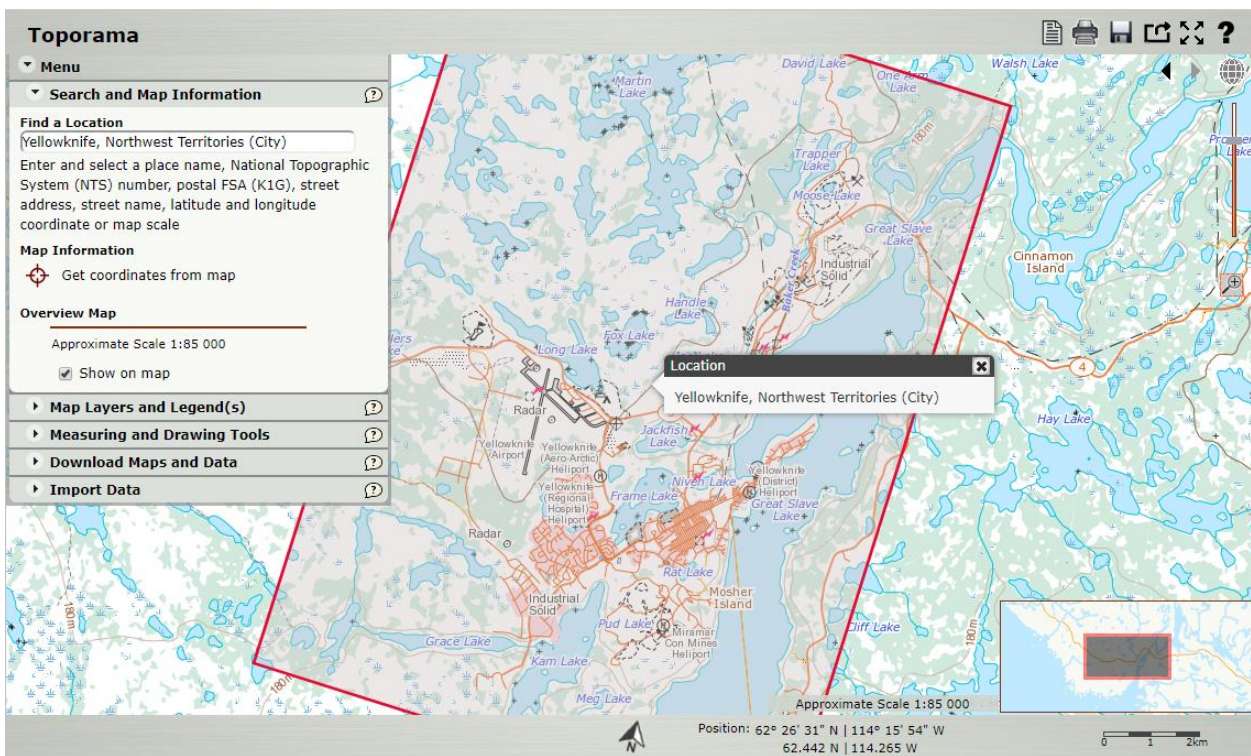 Toporama
Menu
Search and Map Information
Find a Location
Yellowknife, Northwest Territories (City)
Enter and select a place name, National Topographic
System (NTS) number, postal FSA (K1G), street
address, street name, latitude and longitude
coordinate or map scale
Map Information
Get coordinates from map
Overview Map
Approximate Scale 1:85 000
Show on map
Map Layers and Legend(s)
Measuring and Drawing Tools
Download Maps and Data
Import Data
David Lake
One Arm
Lake
Walsh Lake
Martin
Lake
180m
Lake
Trapper
Lake
Moose Lake
Great Slave
Lake
Industrial
Solid
Baker Creek
Cinnamon
Island
Handle
Lake
Fox Lake
Long Lake
4
Location
Yellowknife, Northwest Territories (City)
Radar
Yellowknife
Airport
Yellowknife
(Aero Arctic)
Heliport
H
Jackfish
Lake
Hay Lake
Yellowknife
(Regional
Hospital)
Heliport
Frame Lake
Niven Lake
Yellowknife
(District)
Heliport
H
Great Slave
Lake
Radar
Rat Lake
Mosher
Island
Industrial
Solid
Pud Lake
H
Miramar
Con Mines
Heliport
Cliff Lake
180m
180m
Grace Lake
Kam Lake
180m
Meg Lake
Approximate Scale 1:85 000
N
Position: 62° 26' 31" N | 114° 15' 54" W
62.442 N | 114.265 W
0 1 2km